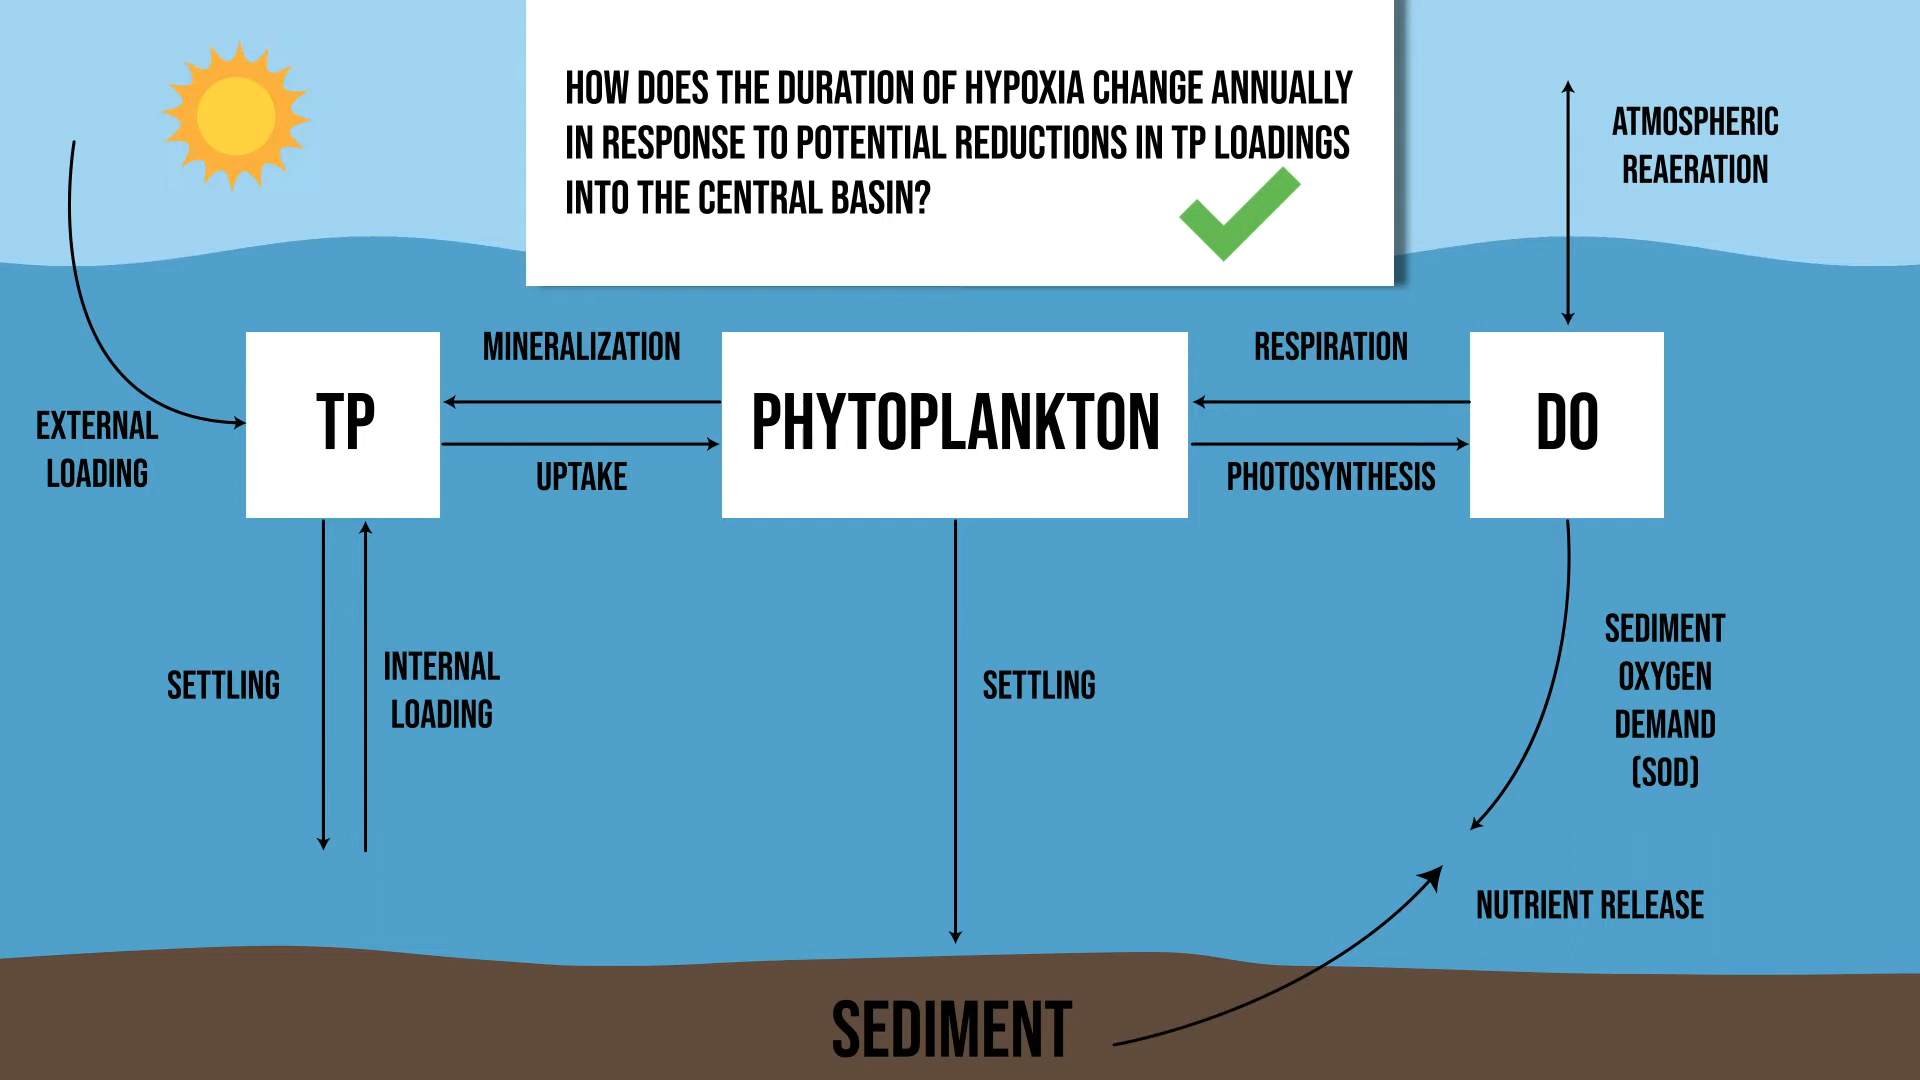 HOW DOES THE DURATION OF HYPOXIA CHANGE ANNUALLY
IN RESPONSE TO POTENTIAL REDUCTIONS IN TP LOADINGS
INTO THE CENTRAL BASIN?
ATMOSPHERIC
REAERATION
MINERALIZATION
RESPIRATION
EXTERNAL
LOADING
TP
PHYTOPLANKTON
DO
UPTAKE
PHOTOSYNTHESIS
SETTLING
INTERNAL
LOADING
SETTLING
SEDIMENT
OXYGEN
DEMAND
(SOD)
NUTRIENT RELEASE
SEDIMENT